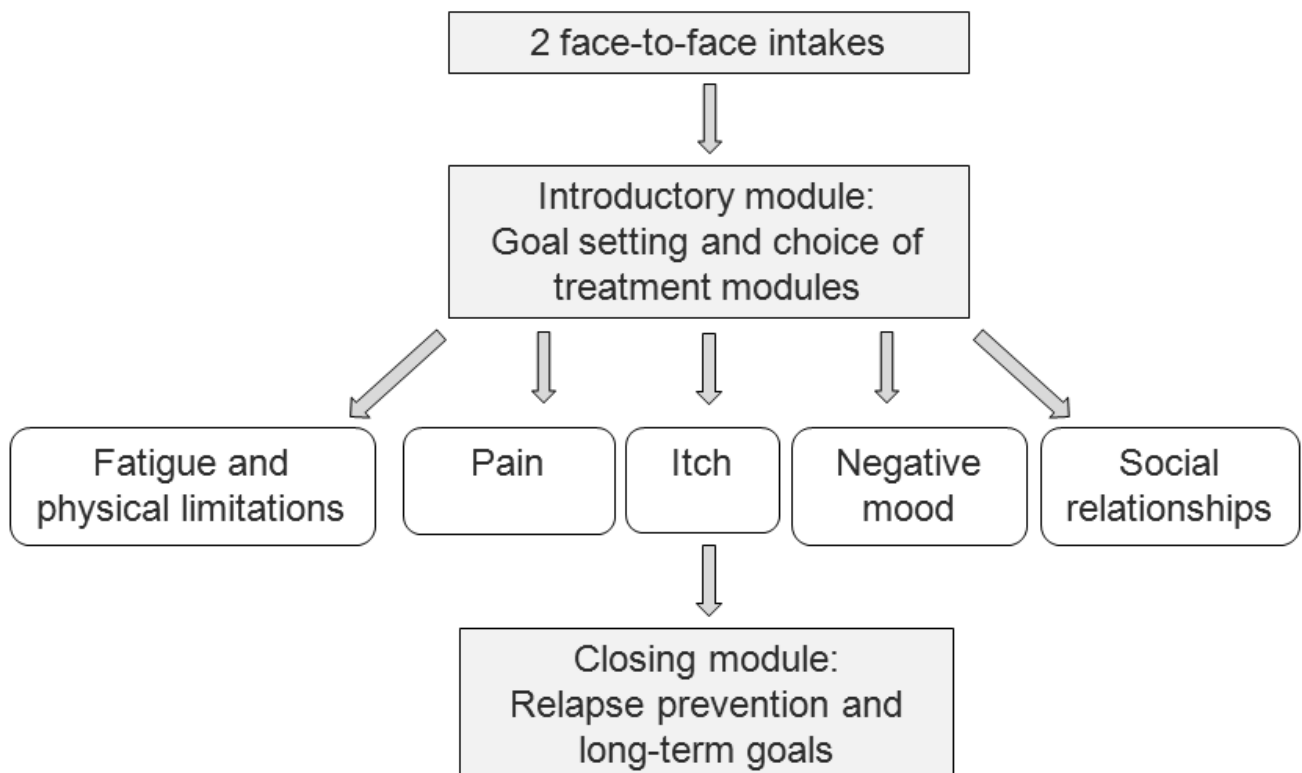 2 face-to-face intakes
Introductory module:
Goal setting and choice of
treatment modules
Fatigue and
physical limitations
Pain
Itch
Negative
mood
Social
relationships
Closing module:
Relapse prevention and
long-term goals